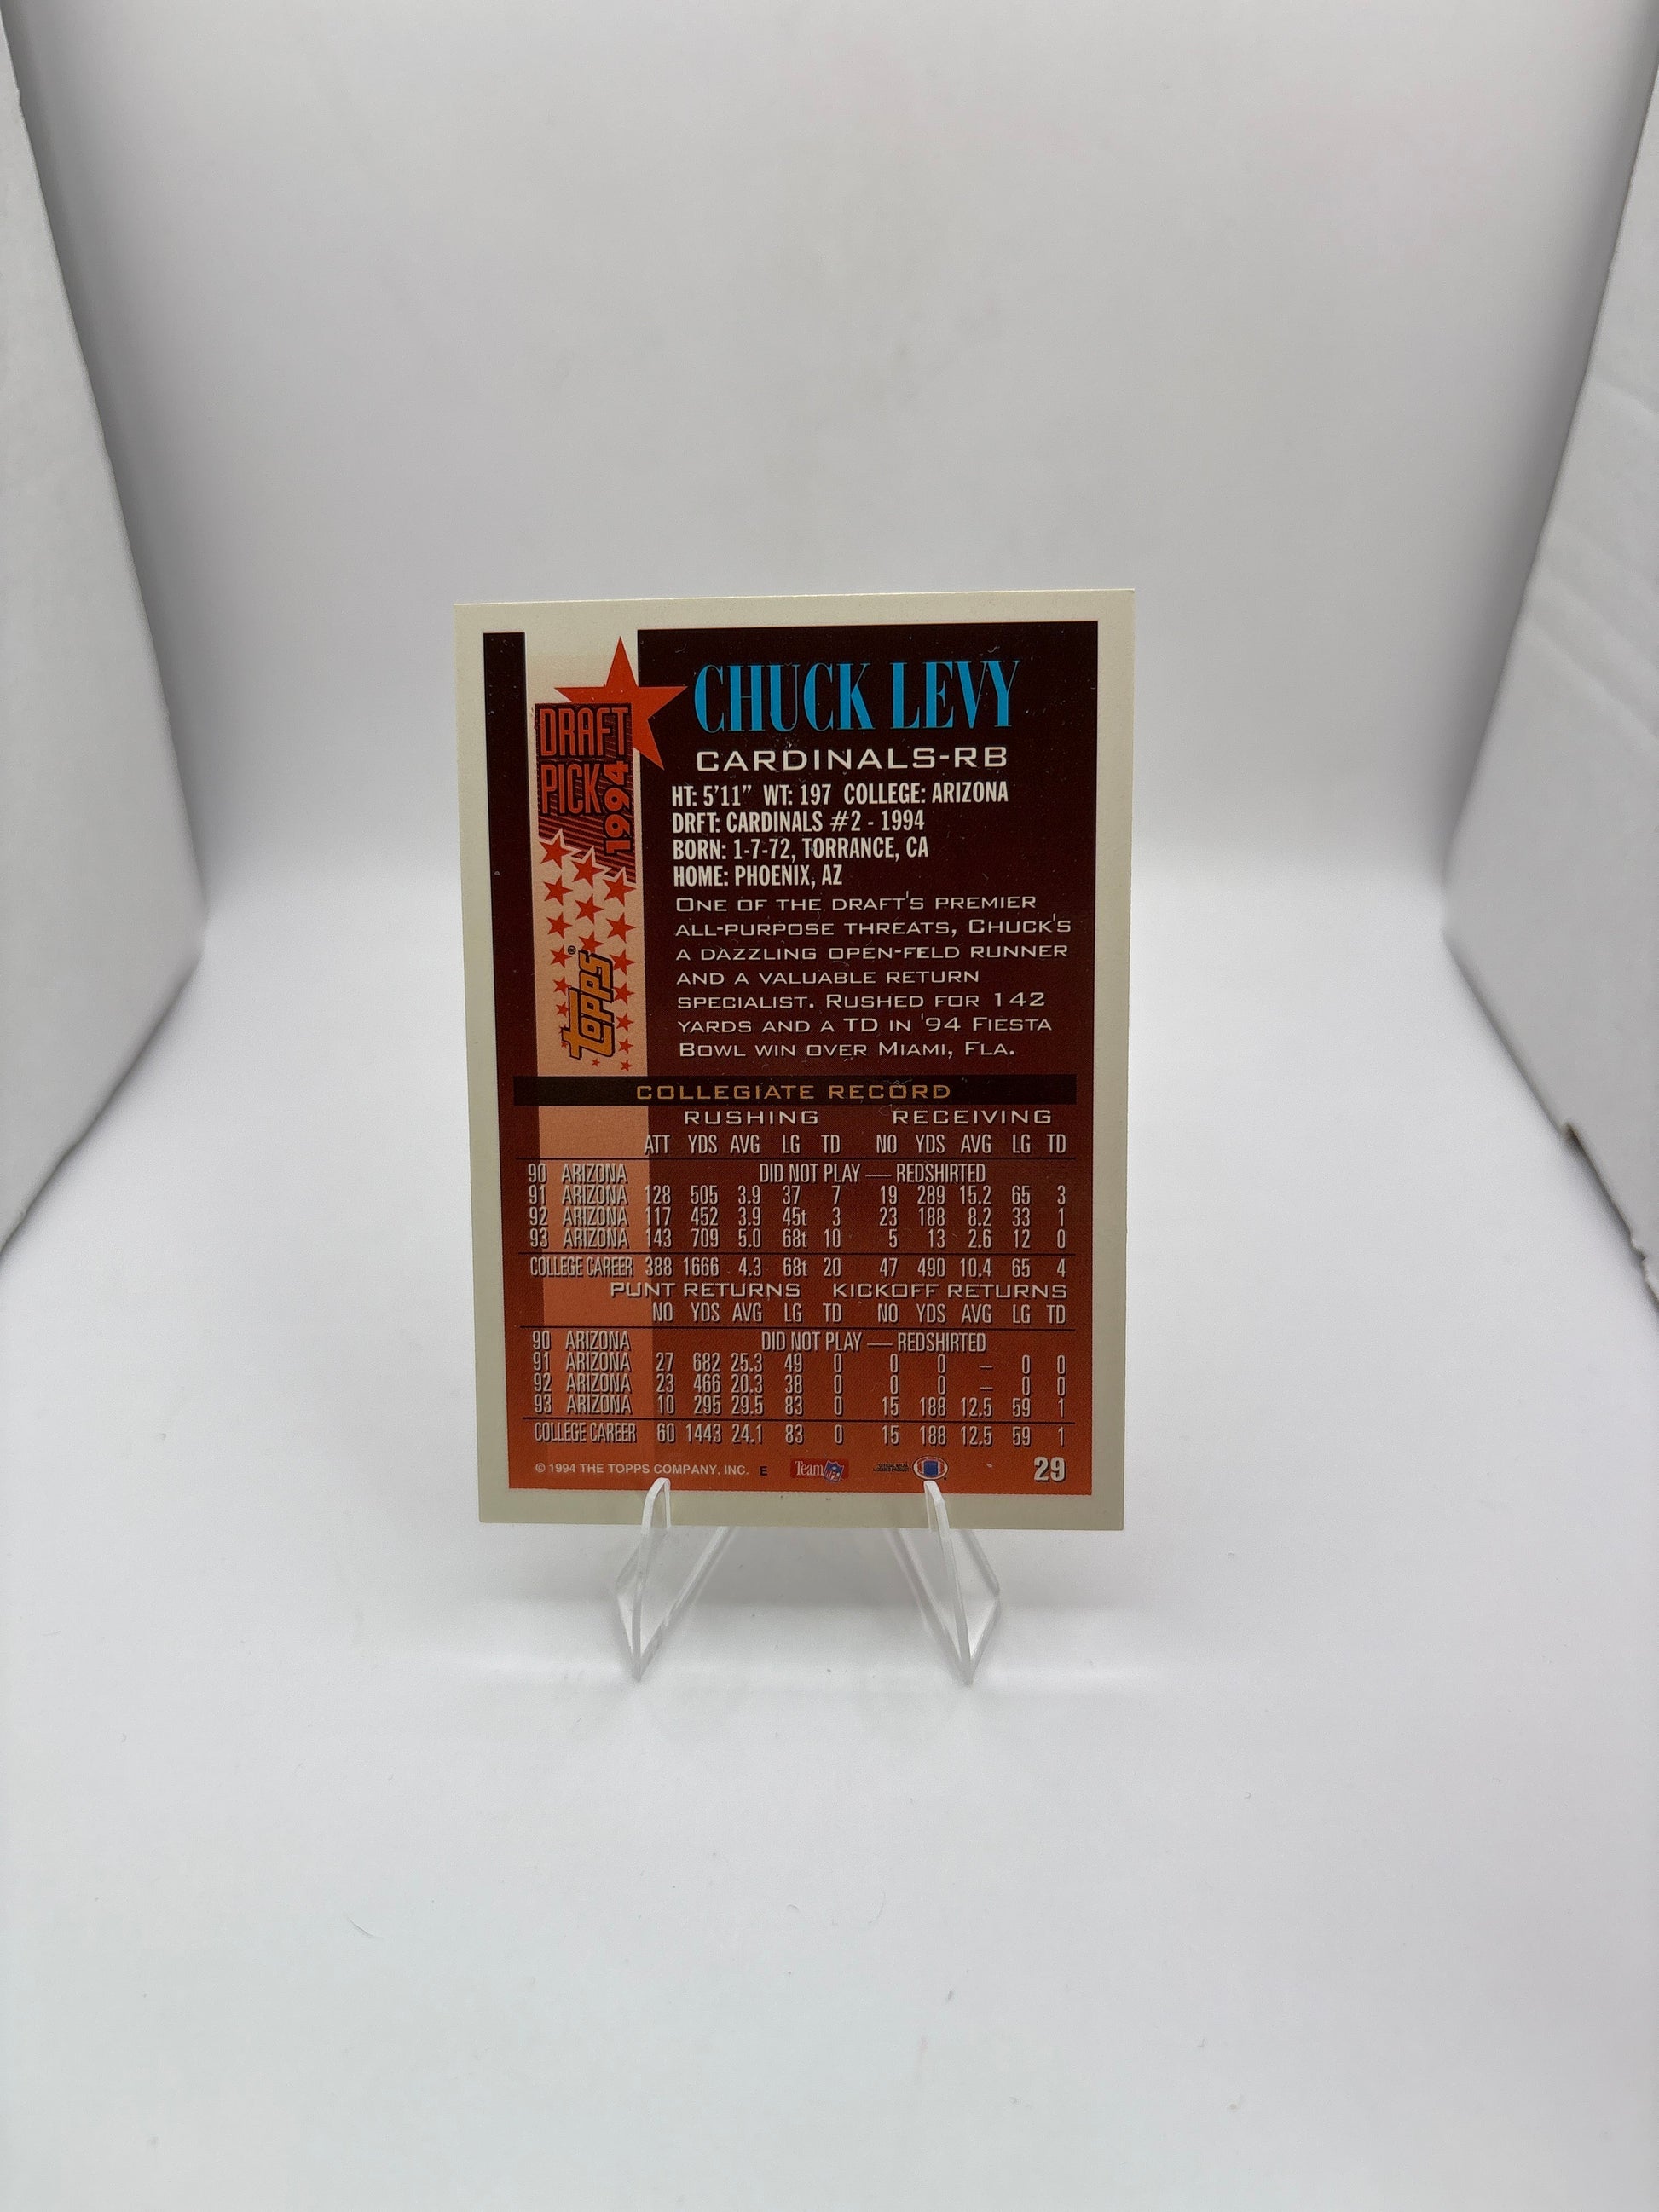 DRAFT
PICK
1994
TOPPS®
CHUCK LEVY
CARDINALS-RB
HT: 5'11" WT: 197 COLLEGE: ARIZONA
DRFT: CARDINALS #2 - 1994
BORN: 1-7-72, TORRANCE, CA
HOME: PHOENIX, AZ
ONE OF THE DRAFT'S PREMIER
ALL-PURPOSE THREATS, CHUCK'S
A DAZZLING OPEN-FELD RUNNER
AND A VALUABLE RETURN
SPECIALIST. RUSHED FOR 142
YARDS AND A TD IN '94 FIESTA
BOWL WIN OVER MIAMI, FLA.
COLLEGIATE RECORD
RUSHING RECEIVING
ATT YDS AVG LG TD NO YDS AVG LG TD
90 ARIZONA DID NOT PLAY — REDSHIRTED
91 ARIZONA 128 505 3.9 37 7 19 289 15.2 65 3
92 ARIZONA 117 452 3.9 45t 3 23 188 8.2 33 1
93 ARIZONA 143 709 5.0 68t 10 5 13 2.6 12 0
COLLEGE CAREER 388 1666 4.3 68t 20 47 490 10.4 65 4
PUNT RETURNS KICKOFF RETURNS
NO YDS AVG LG TD NO YDS AVG LG TD
90 ARIZONA DID NOT PLAY — REDSHIRTED
91 ARIZONA 27 682 25.3 49 0 0 0 – 0 0
92 ARIZONA 23 466 20.3 38 0 0 0 – 0 0
93 ARIZONA 10 295 29.5 83 0 15 188 12.5 59 1
COLLEGE CAREER 60 1443 24.1 83 0 15 188 12.5 59 1
© 1994 THE TOPPS COMPANY, INC. E Team NFL 29